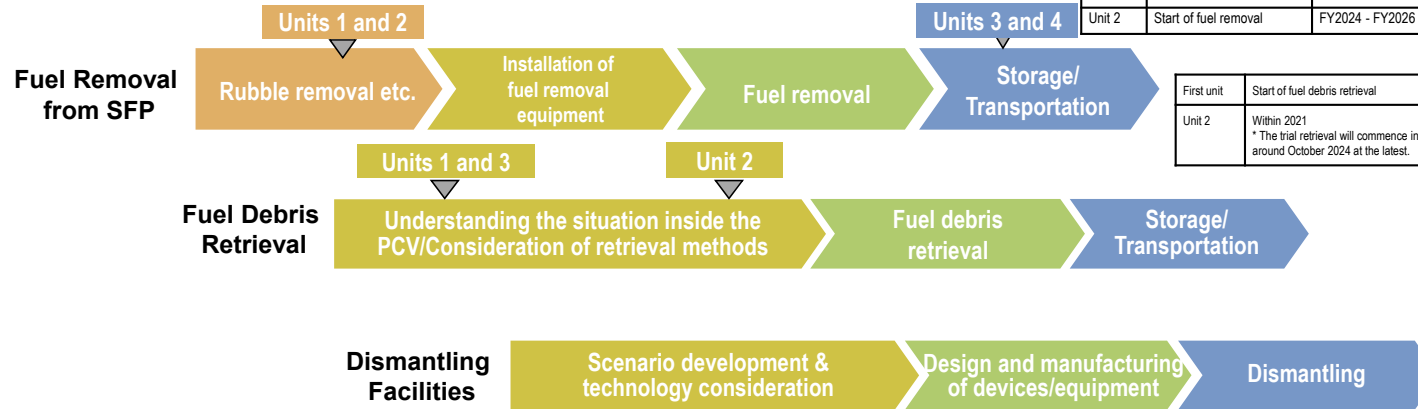 Units 1 and 2
Units 3 and 4
Unit 2 Start of fuel removal FY2024 - FY2026
Fuel Removal
from SFP
Rubble removal etc.
Installation of
fuel removal
equipment
Fuel removal
Storage/
Transportation
First unit Start of fuel debris retrieval
Unit 2 Within 2021
* The trial retrieval will commence in
around October 2024 at the latest.
Units 1 and 3
Unit 2
Fuel Debris
Retrieval
Understanding the situation inside the
PCV/Consideration of retrieval methods
Fuel debris
retrieval
Storage/
Transportation
Dismantling
Facilities
Scenario development &
technology consideration
Design and manufacturing
of devices/equipment
Dismantling